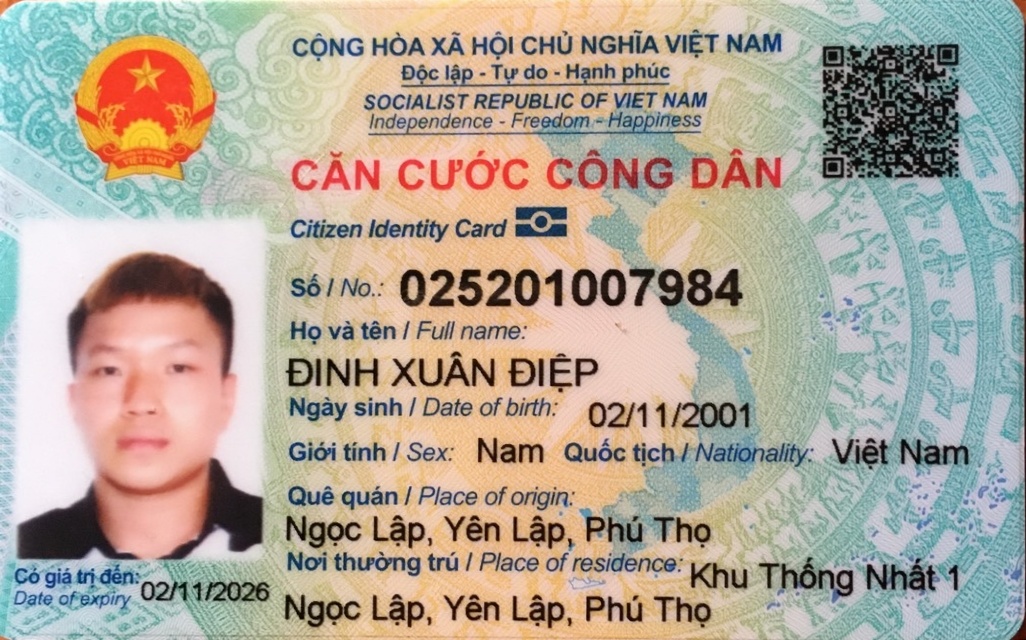 CỘNG HÒA XÃ HỘI CHỦ NGHĨA VIỆT NAM
Độc lập - Tự do - Hạnh phúc
SOCIALIST REPUBLIC OF VIET NAM
Independence - Freedom - Happiness
CĂN CƯỚC CÔNG DÂN
Citizen Identity Card
VIỆT NAM
Số / No.: 025201007984
Họ và tên / Full name:
ĐINH XUÂN ĐIỆP
Ngày sinh / Date of birth: 02/11/2001
Giới tính / Sex: Nam Quốc tịch / Nationality: Việt Nam
Quê quán / Place of origin:
Ngọc Lập, Yên Lập, Phú Thọ
Nơi thường trú / Place of residence: Khu Thống Nhất 1
Ngọc Lập, Yên Lập, Phú Thọ
Có giá trị đến: 02/11/2026
Date of expiry